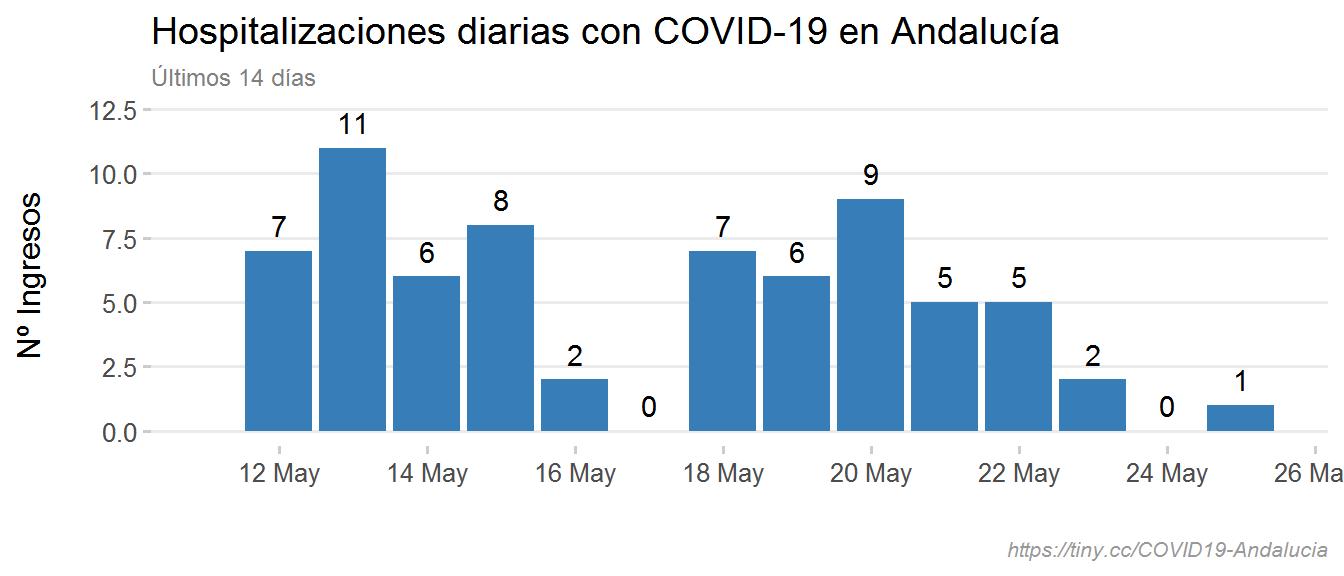 Hospitalizaciones diarias con COVID-19 en Andalucía
Últimos 14 días
Nº Ingresos
12.5
10.0
7.5
5.0
2.5
0.0
7
11
6
8
2
0
7
6
9
5
5
2
0
1
12 May
14 May
16 May
18 May
20 May
22 May
24 May
26 Ma
https://tiny.cc/COVID19-Andalucia